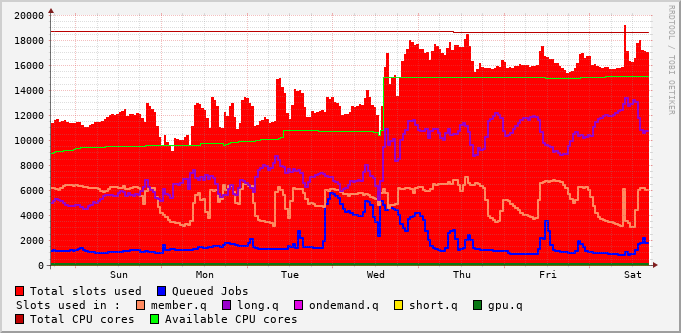 20000
18000
16000
14000
12000
10000
8000
6000
4000
2000
0
Sun Mon Tue Wed Thu Fri Sat
RRDTOOL / TOBI OETIKER
Total slots used Queued Jobs
Slots used in : member.q long.q ondemand.q short.q gpu.q
Total CPU cores Available CPU cores